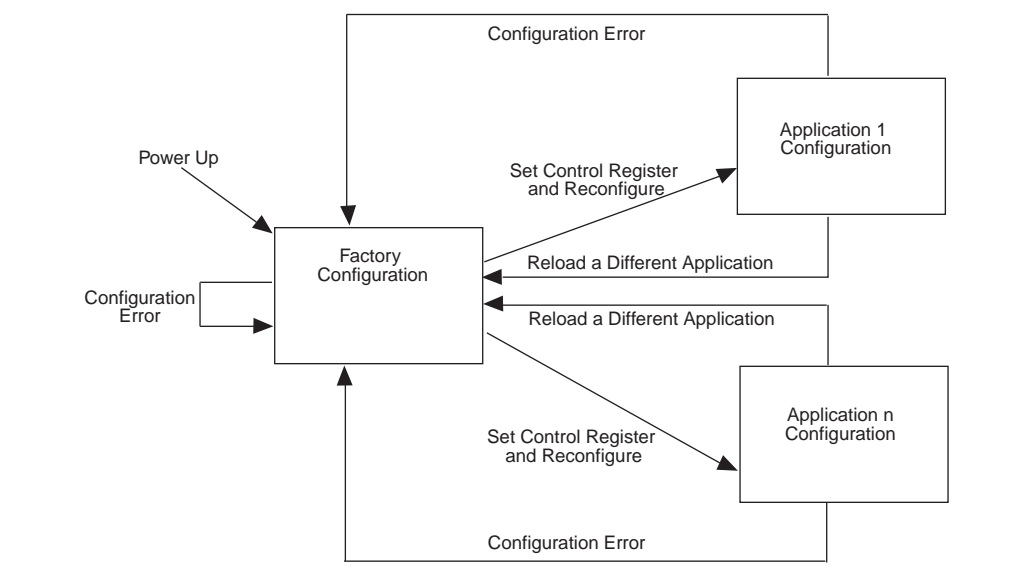 Configuration Error
Application 1
Configuration
Power Up
Set Control Register
and Reconfigure
Factory
Configuration
Reload a Different Application
Configuration
Error
Reload a Different Application
Application n
Configuration
Set Control Register
and Reconfigure
Configuration Error